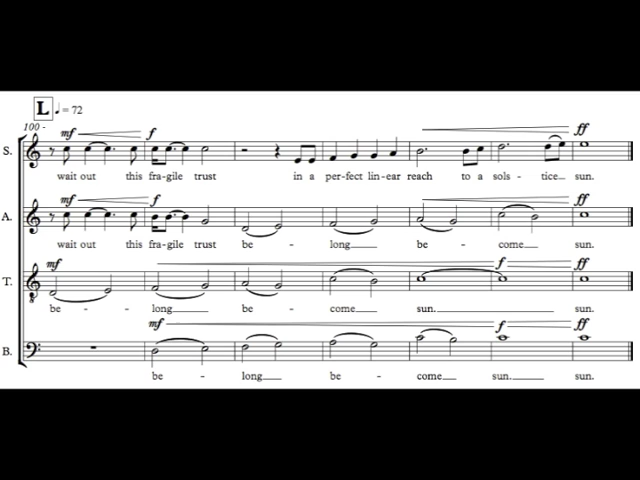 L ♩ = 72
100 -
mf f ff
S.
wait out this fra-gile trust in a per-fect lin-ear reach to a sols - tice sun.
mf f ff
A.
wait out this fra-gile trust be - long be - come sun.
mf f ff
T.
be - long be - come sun. sun.
mf f ff
B.
be - long be - come sun. sun.